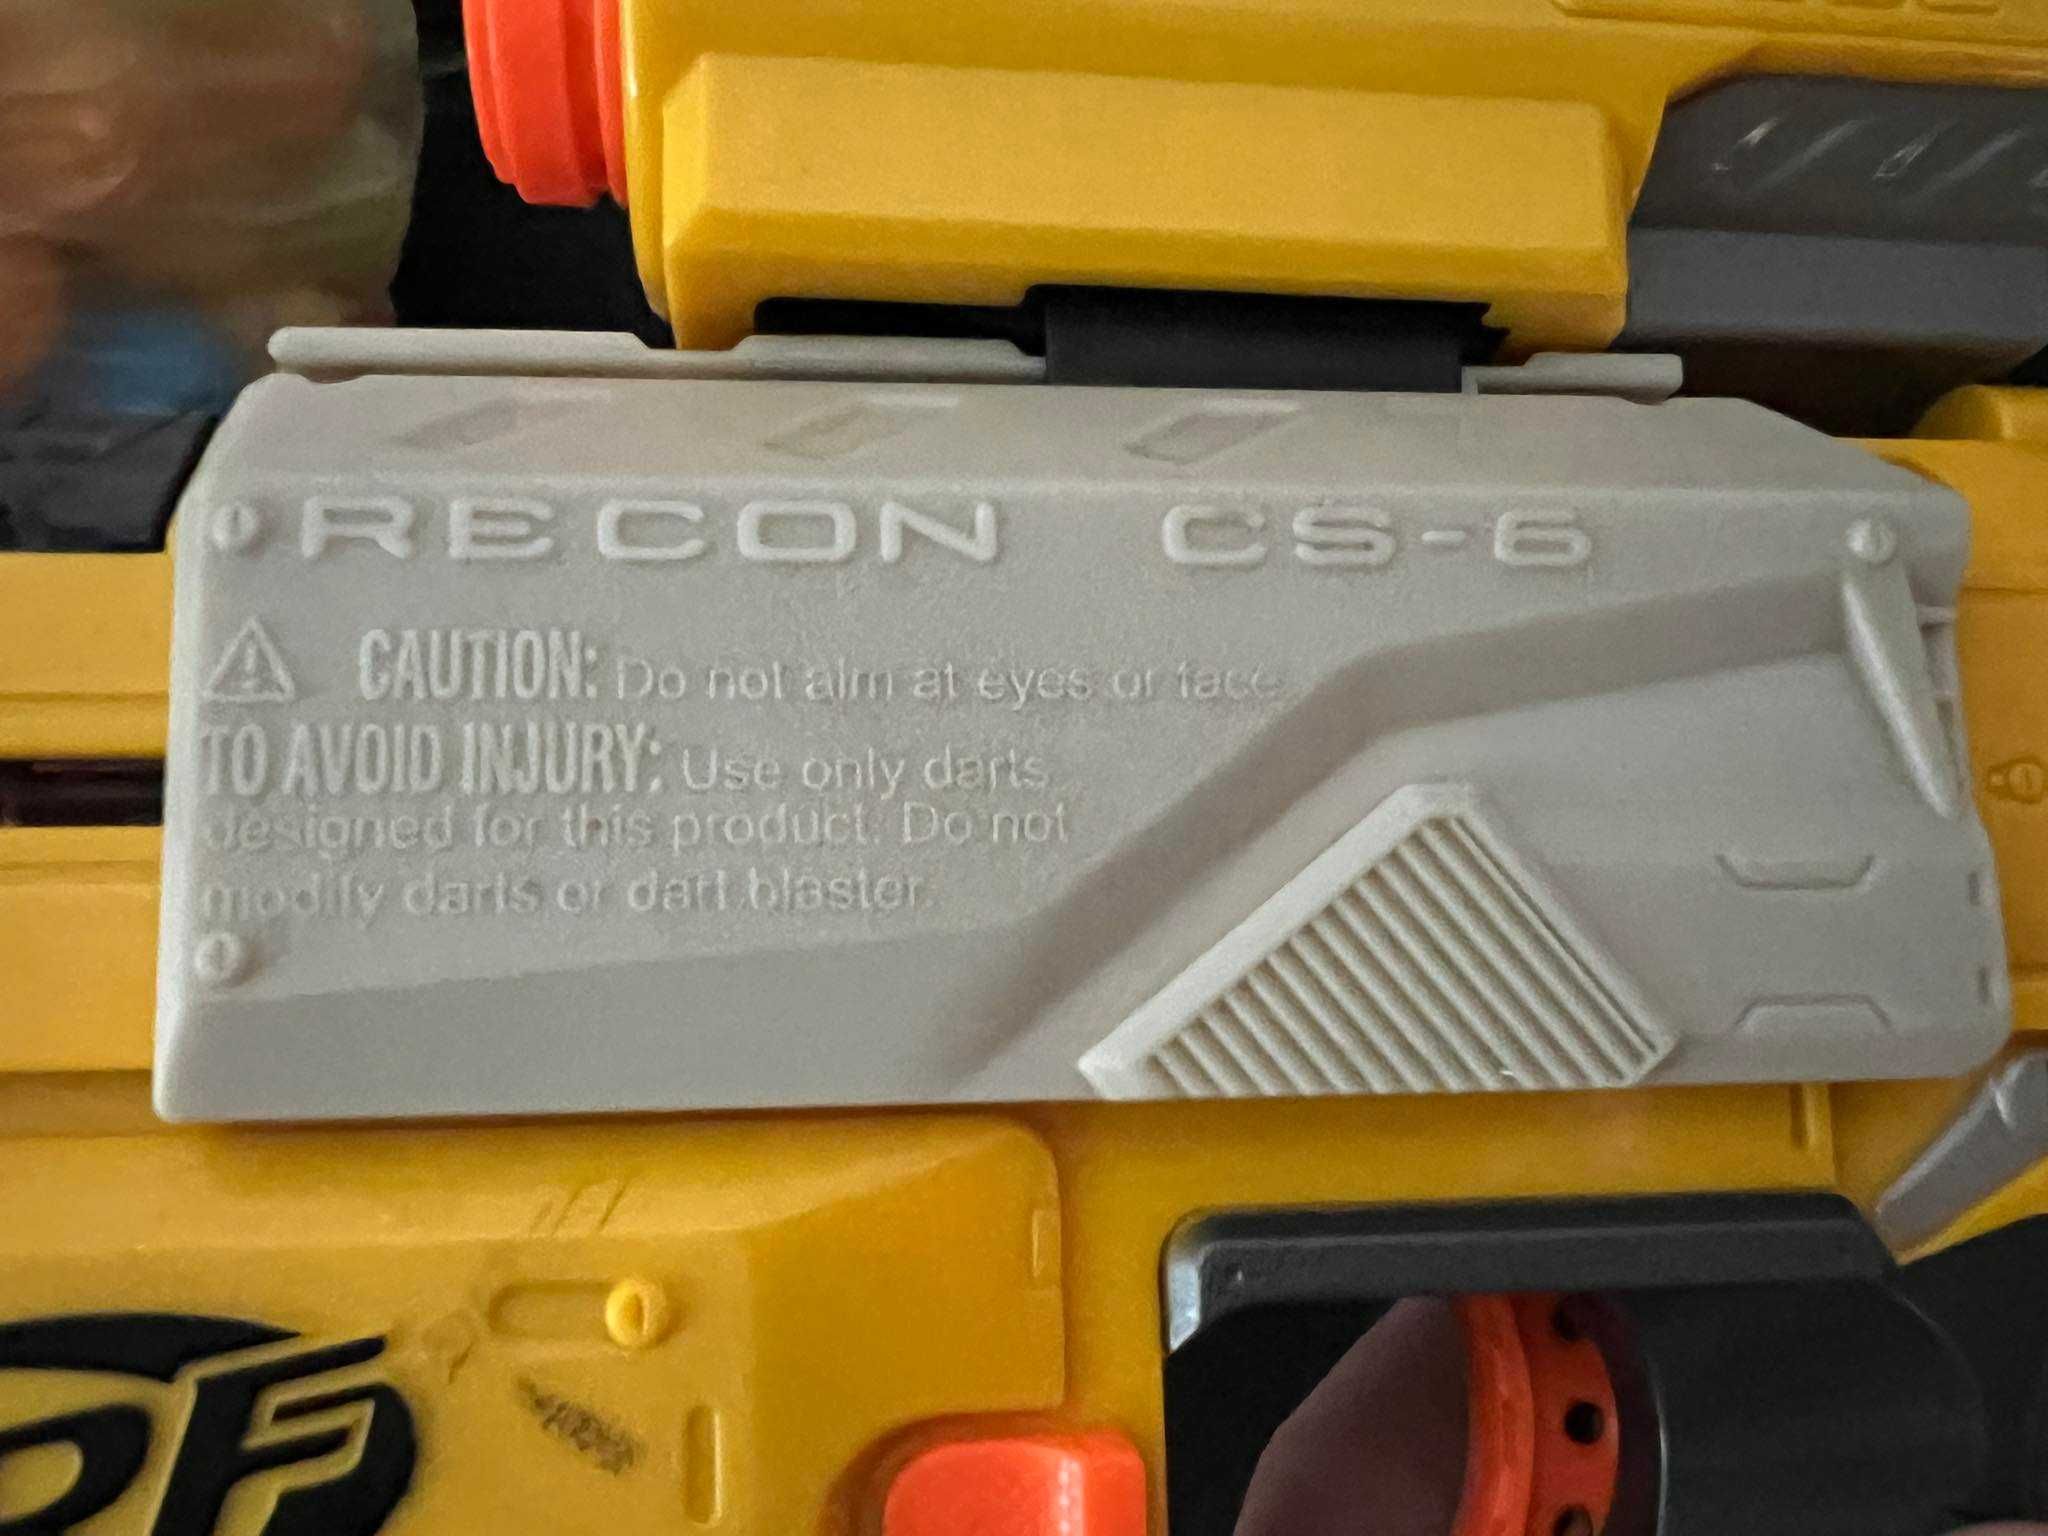 RECON CS-6
CAUTION: Do not aim at eyes or face
TO AVOID INJURY: Use only darts
designed for this product. Do not
modify darts or dart blaster.